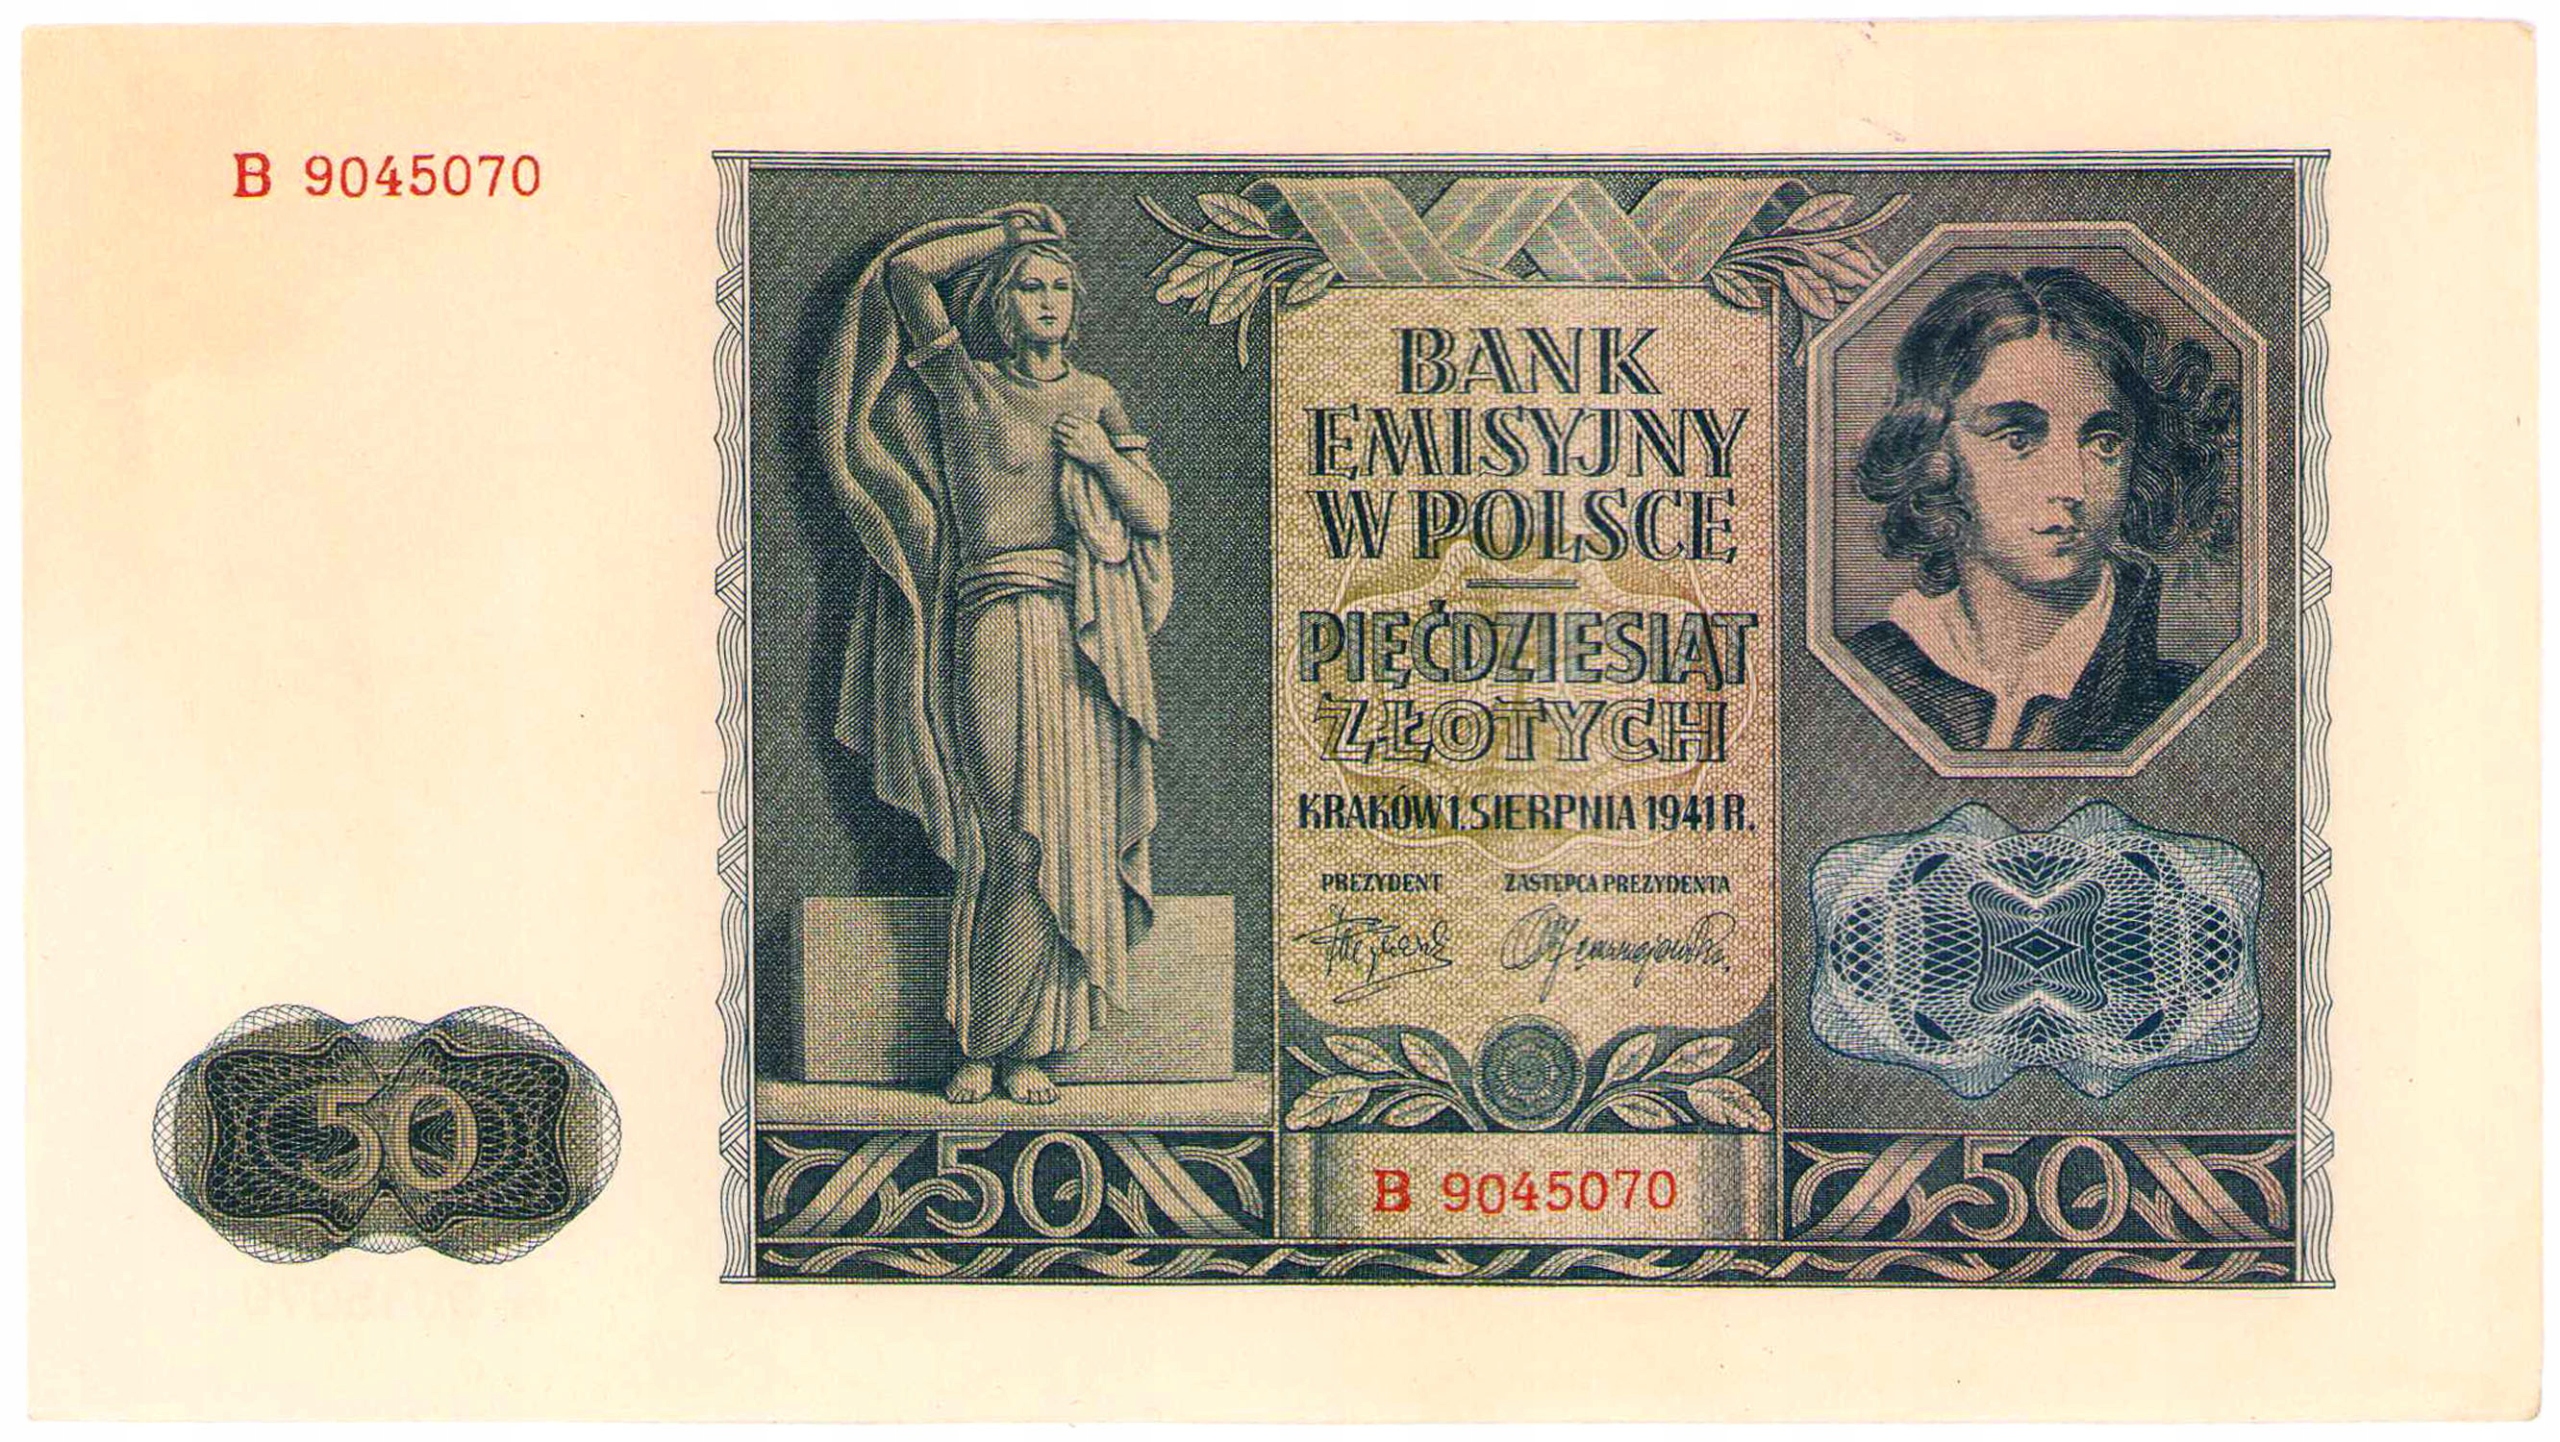 B 9045070
BANK
EMISYJNY
W POLSCE
PIĘĆDZIESIĄT
ZŁOTYCH
KRAKÓW 1. SIERPNIA 1941 R.
PREZYDENT ZASTĘPCA PREZYDENTA
50
50
B 9045070
50